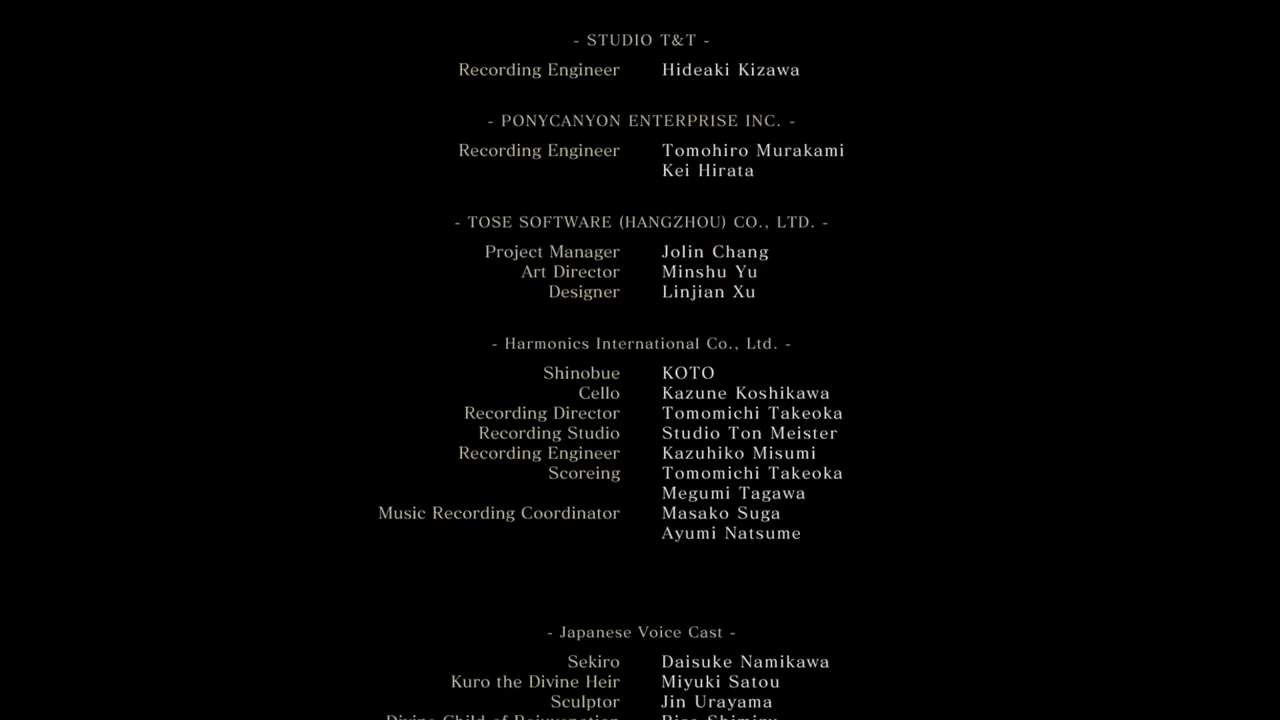 - STUDIO T&T -
Recording Engineer Hideaki Kizawa
- PONYCANYON ENTERPRISE INC. -
Recording Engineer Tomohiro Murakami
Kei Hirata
- TOSE SOFTWARE (HANGZHOU) CO., LTD. -
Project Manager Jolin Chang
Art Director Minshu Yu
Designer Linjian Xu
- Harmonics International Co., Ltd. -
Shinobue KOTO
Cello Kazune Koshikawa
Recording Director Tomomichi Takeoka
Recording Studio Studio Ton Meister
Recording Engineer Kazuhiko Misumi
Scoreing Tomomichi Takeoka
Megumi Tagawa
Music Recording Coordinator Masako Suga
Ayumi Natsume
- Japanese Voice Cast -
Sekiro Daisuke Namikawa
Kuro the Divine Heir Miyuki Satou
Sculptor Jin Urayama
Divine Child of Rejuvenation